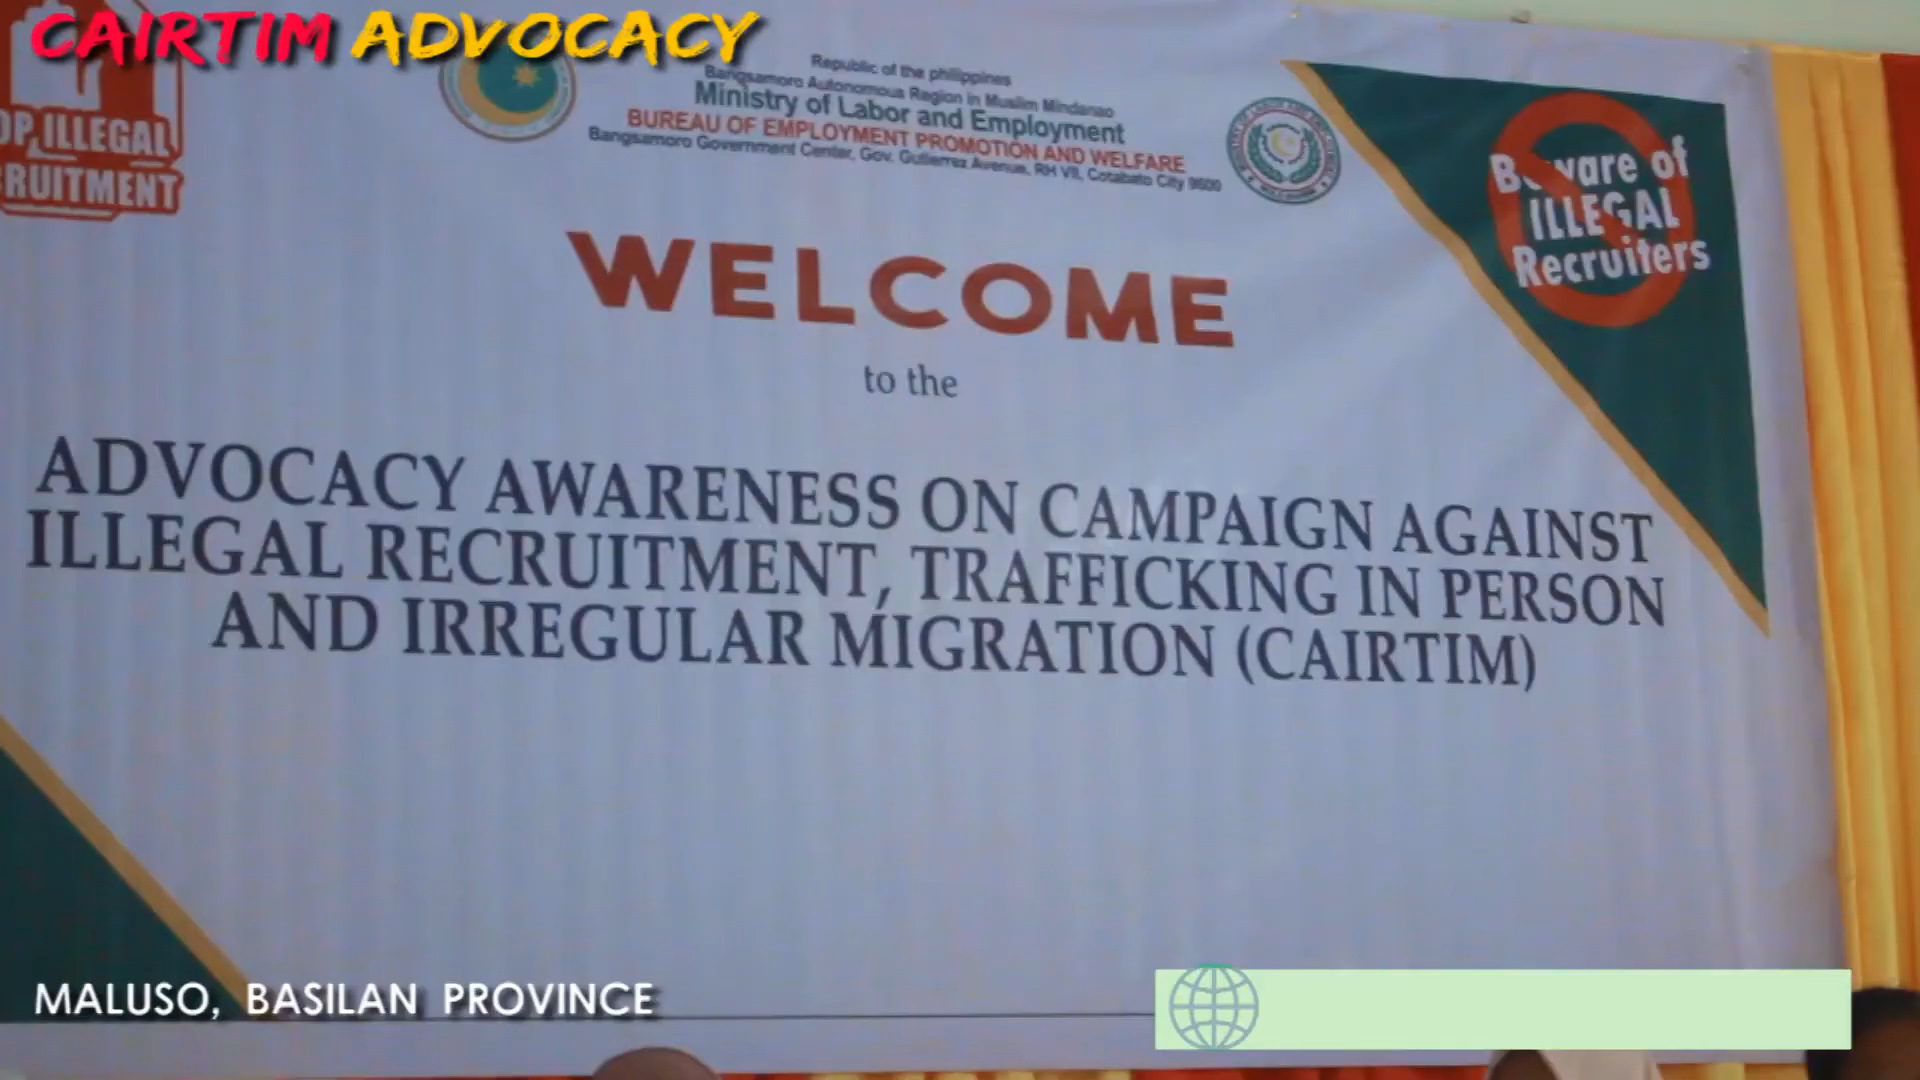 CAIRTIM ADVOCACY
OP ILLEGAL
RUITMENT
Republic of the philippines
Bangsamoro Autonomous Region in Muslim Mindanao
Ministry of Labor and Employment
BUREAU OF EMPLOYMENT PROMOTION AND WELFARE
Bangsamoro Government Center, Gov. Gutierrez Avenue, RH VII, Cotabato City 9600
Beware of
ILLEGAL
Recruiters
WELCOME
to the
ADVOCACY AWARENESS ON CAMPAIGN AGAINST
ILLEGAL RECRUITMENT, TRAFFICKING IN PERSON
AND IRREGULAR MIGRATION (CAIRTIM)
MALUSO, BASILAN PROVINCE